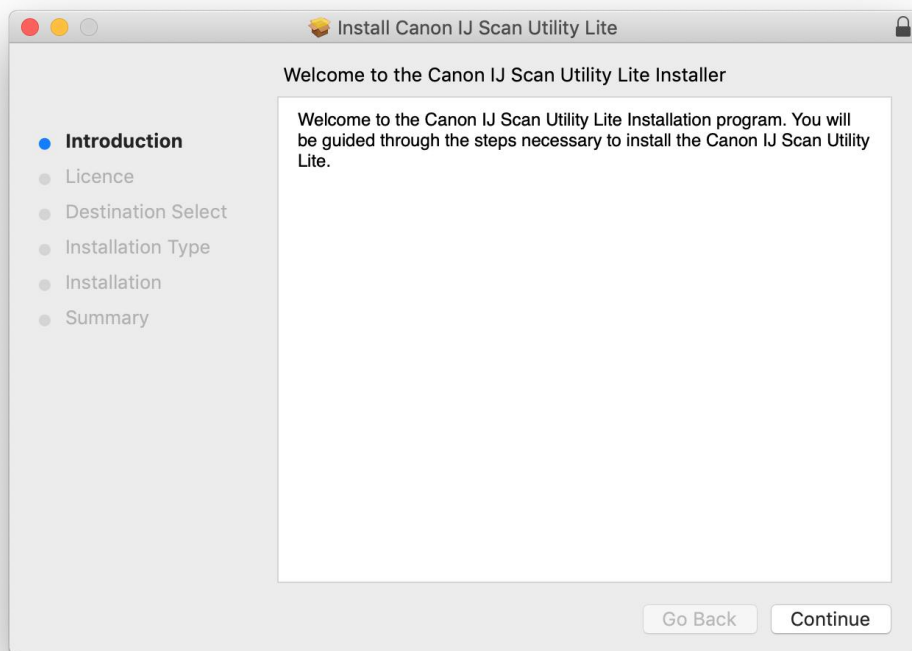 Install Canon IJ Scan Utility Lite
Welcome to the Canon IJ Scan Utility Lite Installer
Introduction
Licence
Destination Select
Installation Type
Installation
Summary
Welcome to the Canon IJ Scan Utility Lite Installation program. You will
be guided through the steps necessary to install the Canon IJ Scan Utility
Lite.
Go Back
Continue